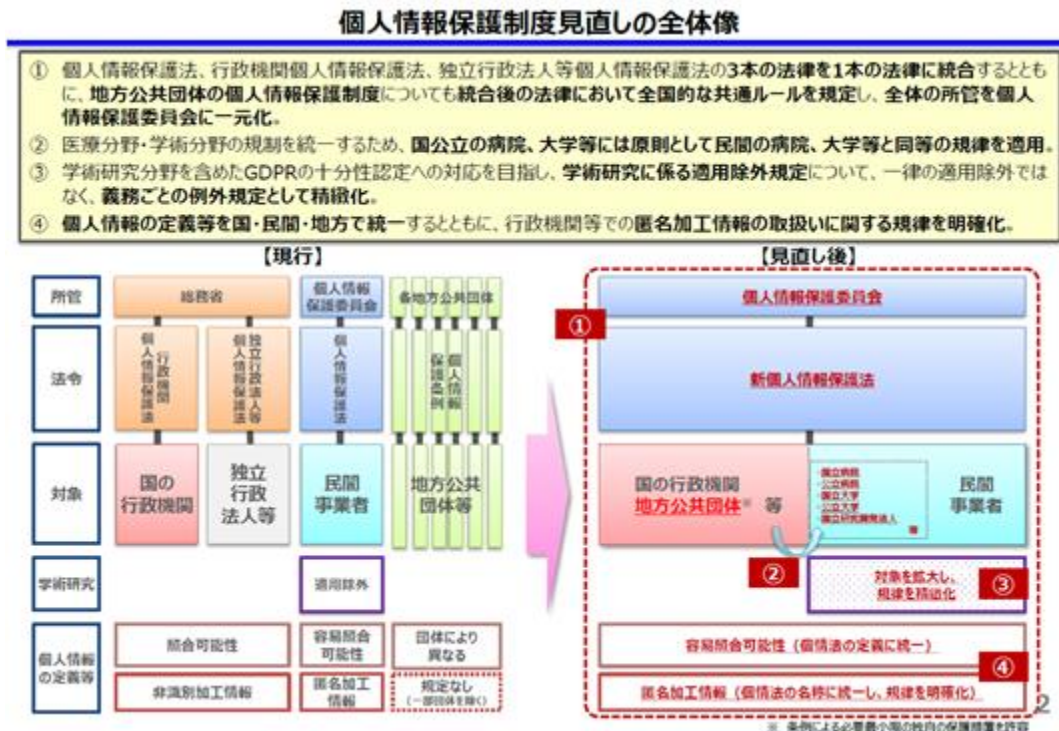 個人情報保護制度見直しの全体像
① 個人情報保護法、行政機関個人情報保護法、独立行政法人等個人情報保護法の3本の法律を1本の法律に統合するととも
に、地方公共団体の個人情報保護制度についても統合後の法律において全国的な共通ルールを規定し、全体の所管を個人
情報保護委員会に一元化。
② 医療分野・学術分野の規制を統一するため、国公立の病院、大学等には原則として民間の病院、大学等と同等の規律を適用。
③ 学術研究分野を含めたGDPRの十分性認定への対応を目指し、学術研究に係る適用除外規定について、一律の適用除外では
なく、義務ごとの例外規定として精緻化。
④ 個人情報の定義等を国・民間・地方で統一するとともに、行政機関等での匿名加工情報の取扱いに関する規律を明確化。
【現行】
所管
総務省
個人情報
保護委員会
各地方公共団体
法令
行政機関
個人情報保護法
独立行政法人等
個人情報保護法
個人情報保護法
個人情報
保護条例
対象
国の
行政機関
独立
行政
法人等
民間
事業者
地方公共
団体等
学術研究
適用除外
個人情報
の定義等
照合可能性
容易照合
可能性
団体により
異なる
非識別加工情報
匿名加工
情報
規定なし
(一部団体を除く)
【見直し後】
①
個人情報保護委員会
新個人情報保護法
国の行政機関
地方公共団体※ 等
・国立病院
・公立病院
・国立大学
・公立大学
・国立研究開発法人
等
民間
事業者
②
対象を拡大し、
規律を精緻化
③
容易照合可能性（個情法の定義に統一）
④
匿名加工情報（個情法の名称に統一し、規律を明確化）
2
※ 条例による必要最小限の独自の保護措置を許容